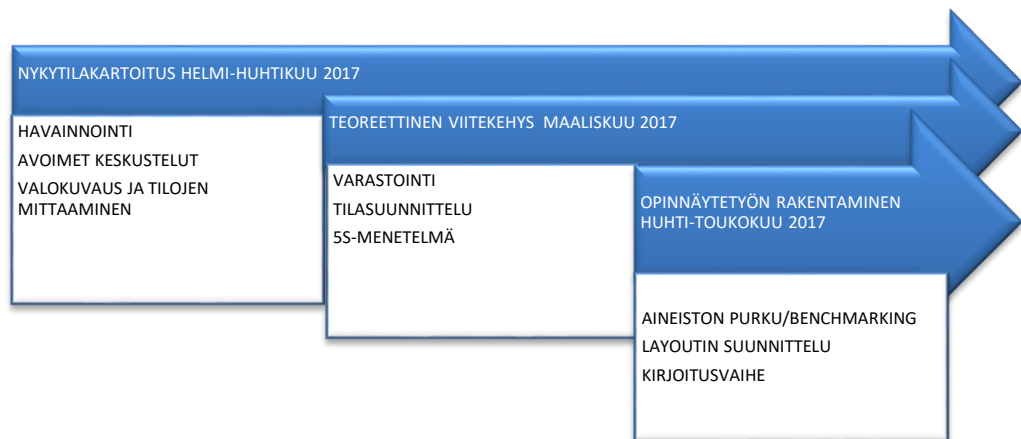 NYKYTILAKARTOITUS HELMI-HUHTIKUU 2017
HAVAINNOINTI
AVOIMET KESKUSTELUT
VALOKUVAUS JA TILOJEN
MITTAAMINEN
TEOREETTINEN VIITEKEHYS MAALISKUU 2017
VARASTOINTI
TILASUUNNITTELU
5S-MENETELMÄ
OPINNÄYTETYÖN RAKENTAMINEN
HUHTI-TOUKOKUU 2017
AINEISTON PURKU/BENCHMARKING
LAYOUTIN SUUNNITTELU
KIRJOITUSVAIHE